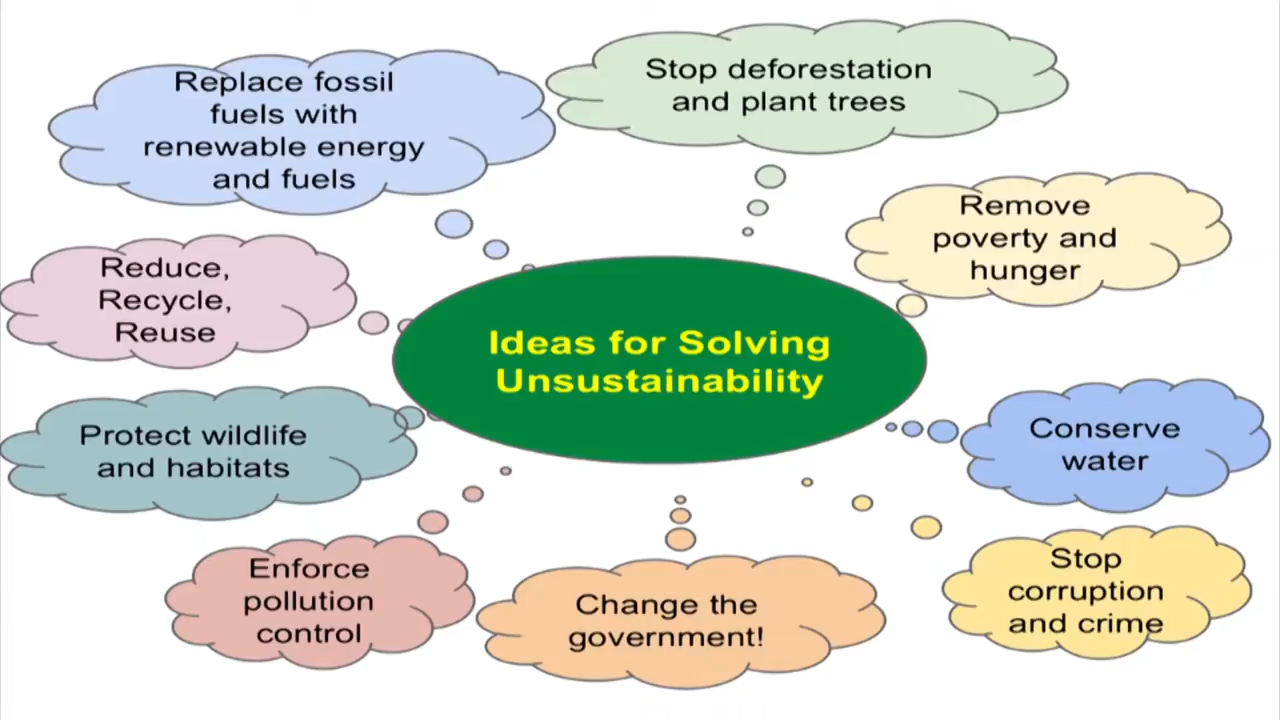 Replace fossil
fuels with
renewable energy
and fuels
Stop deforestation
and plant trees
Remove
poverty and
hunger
Reduce,
Recycle,
Reuse
Ideas for Solving
Unsustainability
Protect wildlife
and habitats
Conserve
water
Enforce
pollution
control
Change the
government!
Stop
corruption
and crime